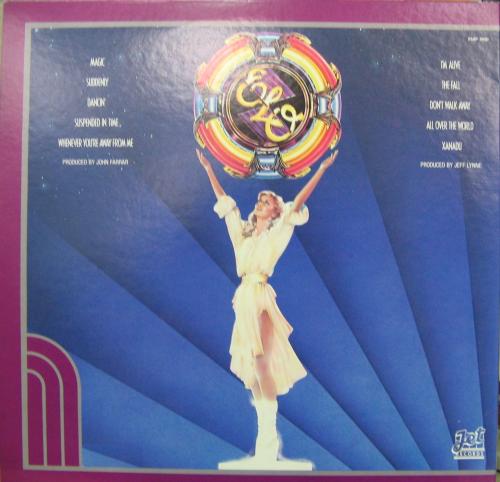 MAGIC
SUDDENLY
DANCIN'
SUSPENDED IN TIME
WHENEVER YOU'RE AWAY FROM ME
PRODUCED BY JOHN FARRAR
ELO
I'M ALIVE
THE FALL
DON'T WALK AWAY
ALL OVER THE WORLD
XANADU
PRODUCED BY JEFF LYNNE
Jet
RECORDS